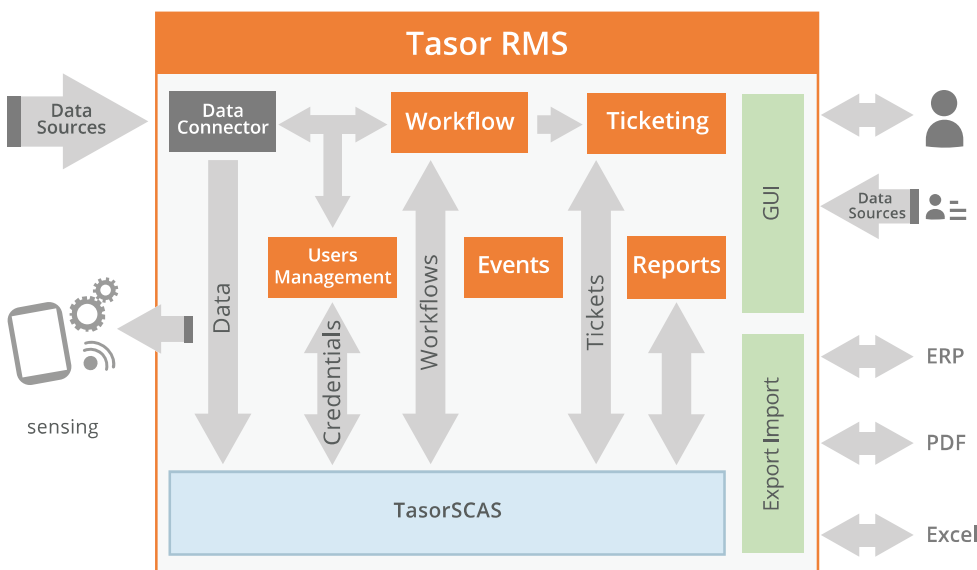 Tasor RMS
Data
Sources
Data
Connector
Workflow
Ticketing
GUI
Data
Sources
Users
Management
Events
Reports
Data
Credentials
Workflows
Tickets
sensing
Export Import
ERP
PDF
Excel
TasorSCAS